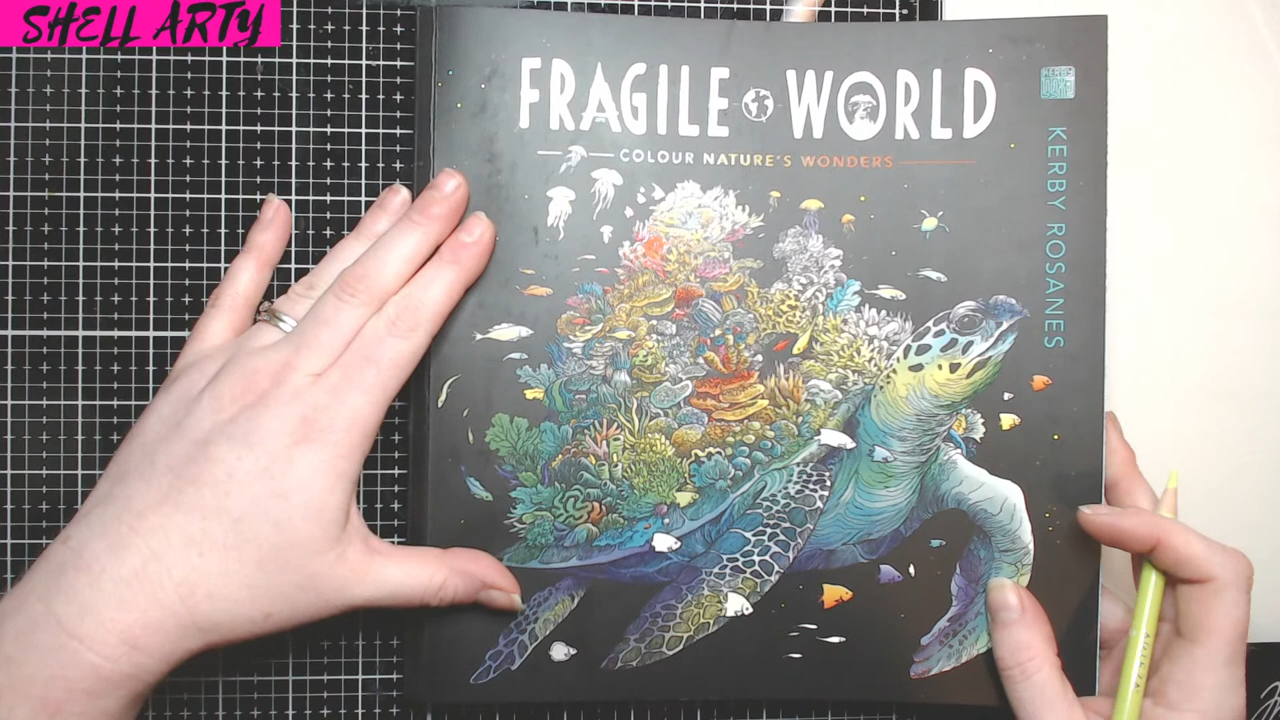 SHELL ARTY
FRAGILE WORLD
COLOUR NATURE'S WONDERS
KERBY ROSANES